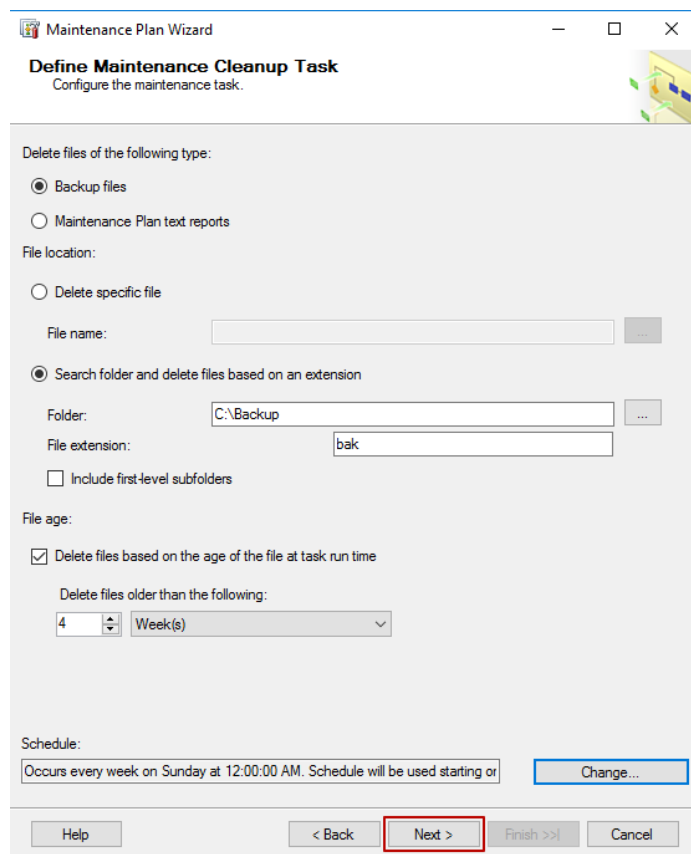 Maintenance Plan Wizard
Define Maintenance Cleanup Task
Configure the maintenance task.
Delete files of the following type:
Backup files
Maintenance Plan text reports
File location:
Delete specific file
File name:
...
Search folder and delete files based on an extension
Folder:
C:\Backup
...
File extension:
bak
Include first-level subfolders
File age:
Delete files based on the age of the file at task run time
Delete files older than the following:
4
Week(s)
Schedule:
Occurs every week on Sunday at 12:00:00 AM. Schedule will be used starting or
Change...
Help
< Back
Next >
Finish >>|
Cancel